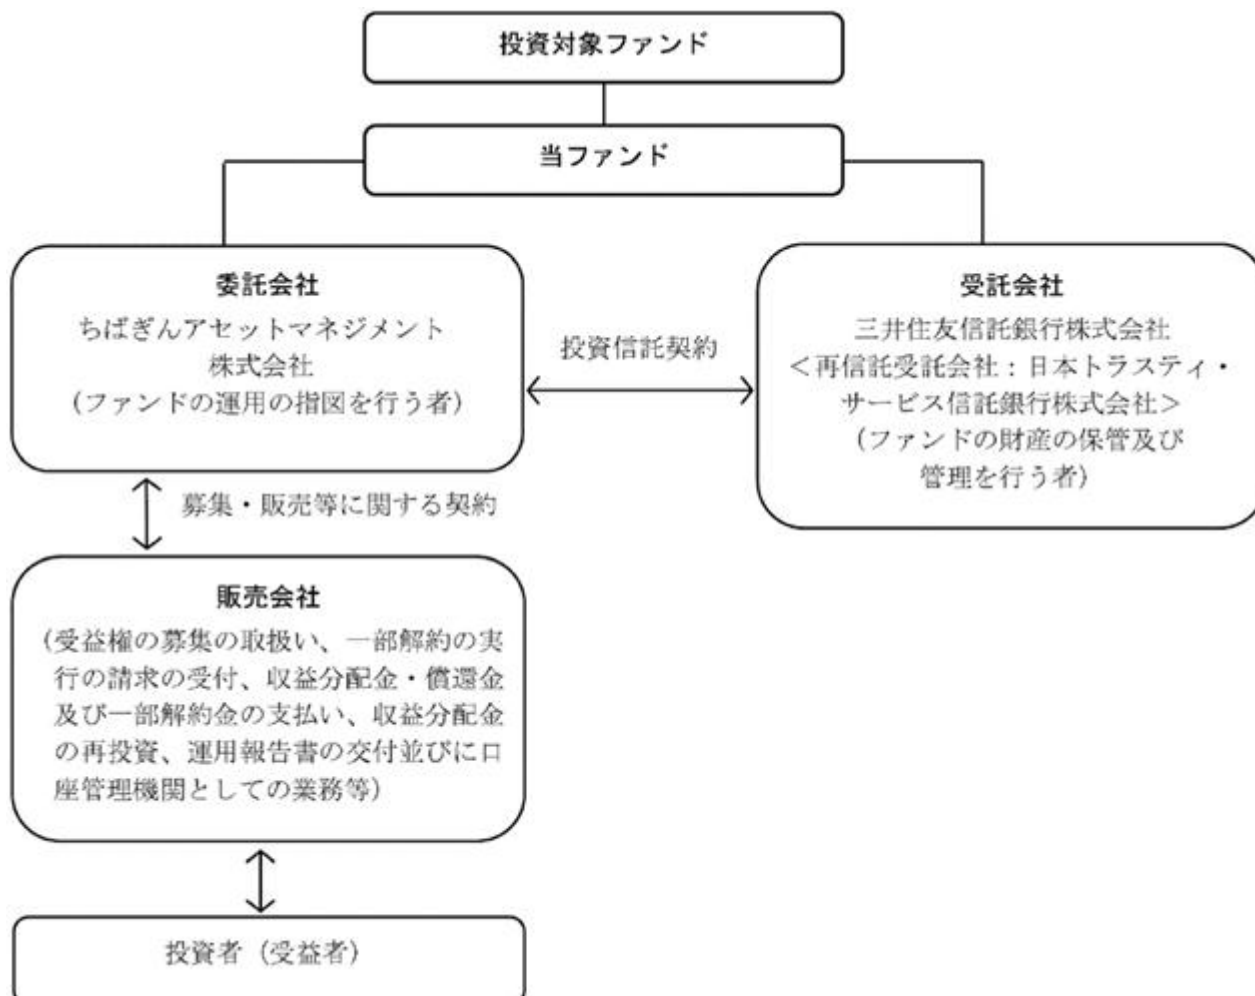 投資対象ファンド
当ファンド
委託会社
ちばぎんアセットマネジメント
株式会社
(ファンドの運用の指図を行う者)
投資信託契約
受託会社
三井住友信託銀行株式会社
<再信託受託会社:日本トラスティ・
サービス信託銀行株式会社>
(ファンドの財産の保管及び
管理を行う者)
募集・販売等に関する契約
販売会社
(受益権の募集の取扱い、一部解約の実
行の請求の受付、収益分配金・償還金
及び一部解約金の支払い、収益分配金
の再投資、運用報告書の交付並びに口
座管理機関としての業務等)
投資者(受益者)